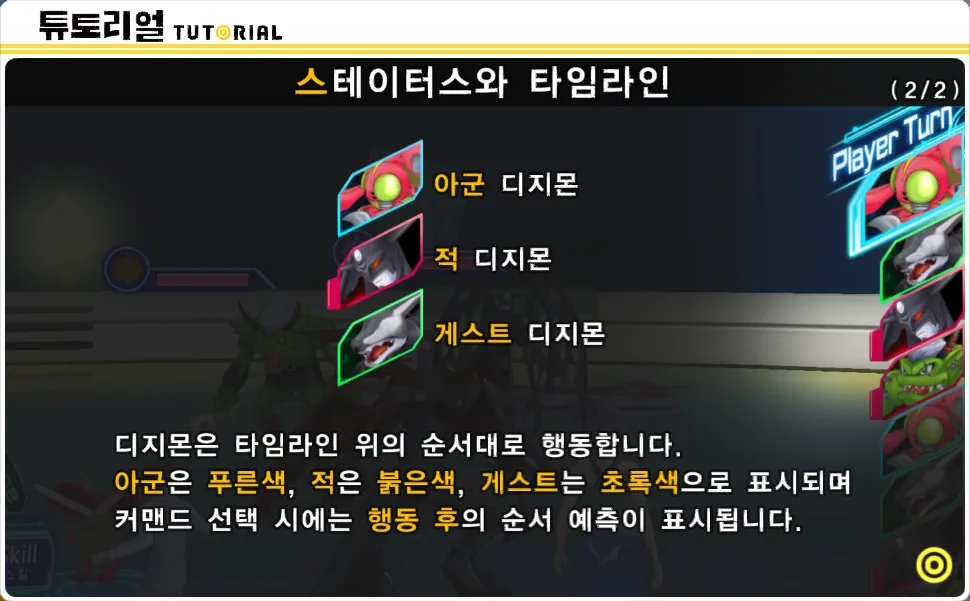 튜토리얼 TUTORIAL
스테이터스와 타임라인
(2/2)
Player Turn
아군 디지몬
적 디지몬
게스트 디지몬
디지몬은 타임라인 위의 순서대로 행동합니다.
아군은 푸른색, 적은 붉은색, 게스트는 초록색으로 표시되며
커맨드 선택 시에는 행동 후의 순서 예측이 표시됩니다.
Skill